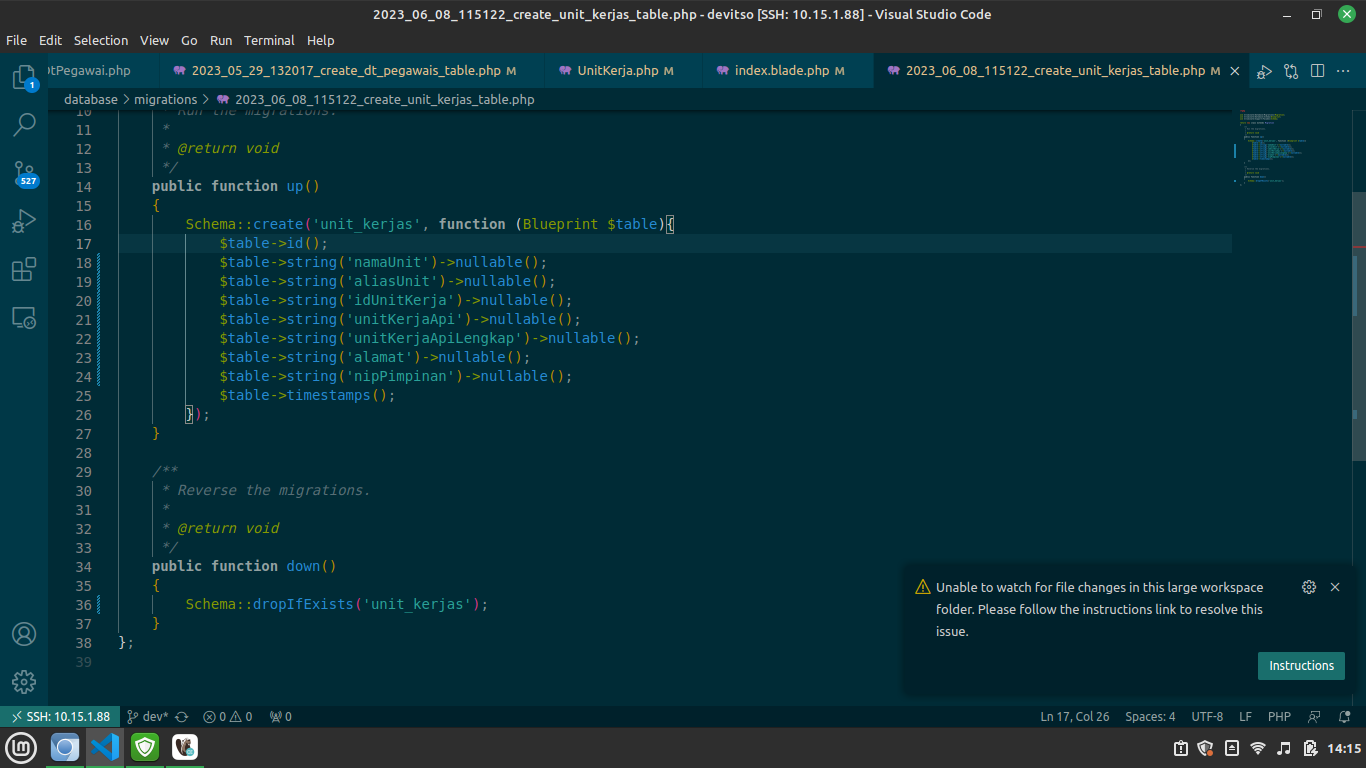 2023_06_08_115122_create_unit_kerjas_table.php - devitso [SSH: 10.15.1.88] - Visual Studio Code
File Edit Selection View Go Run Terminal Help
DtPegawai.php 2023_05_29_132017_create_dt_pegawais_table.php M UnitKerja.php M index.blade.php M 2023_06_08_115122_create_unit_kerjas_table.php M
1
database > migrations > 2023_06_08_115122_create_unit_kerjas_table.php
10 Run the migrations.
11 *
12 * @return void
13 */
14 public function up()
15 {
16 Schema::create('unit_kerjas', function (Blueprint $table){
17 $table->id();
18 $table->string('namaUnit')->nullable();
19 $table->string('aliasUnit')->nullable();
20 $table->string('idUnitKerja')->nullable();
21 $table->string('unitKerjaApi')->nullable();
22 $table->string('unitKerjaApiLengkap')->nullable();
23 $table->string('alamat')->nullable();
24 $table->string('nipPimpinan')->nullable();
25 $table->timestamps();
26 });
27 }
28
29 /**
30 * Reverse the migrations.
31 *
32 * @return void
33 */
34 public function down()
35 {
36 Schema::dropIfExists('unit_kerjas');
37 }
38 };
39
527
Unable to watch for file changes in this large workspace
folder. Please follow the instructions link to resolve this
issue.
Instructions
SSH: 10.15.1.88 dev* 0 0 0 Ln 17, Col 26 Spaces: 4 UTF-8 LF PHP
14:15